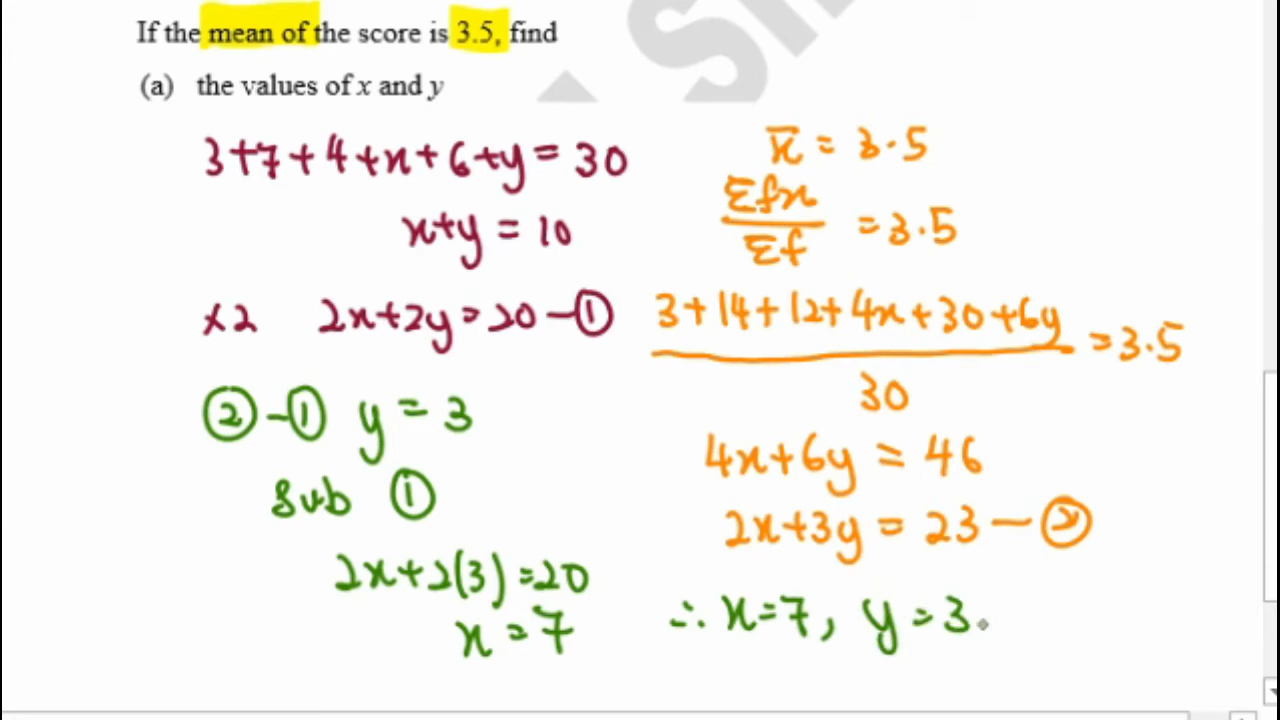 If the mean of the score is 3.5, find
(a) the values of x and y
3+7+4+x+6+y=30
x+y=10
×2 2x+2y=20-①
②-① y=3
Sub ①
2x+2(3)=20
x=7
x̄=3.5
Σfx/Σf=3.5
3+14+12+4x+30+6y/30=3.5
4x+6y=46
2x+3y=23-②
∴x=7, y=3.